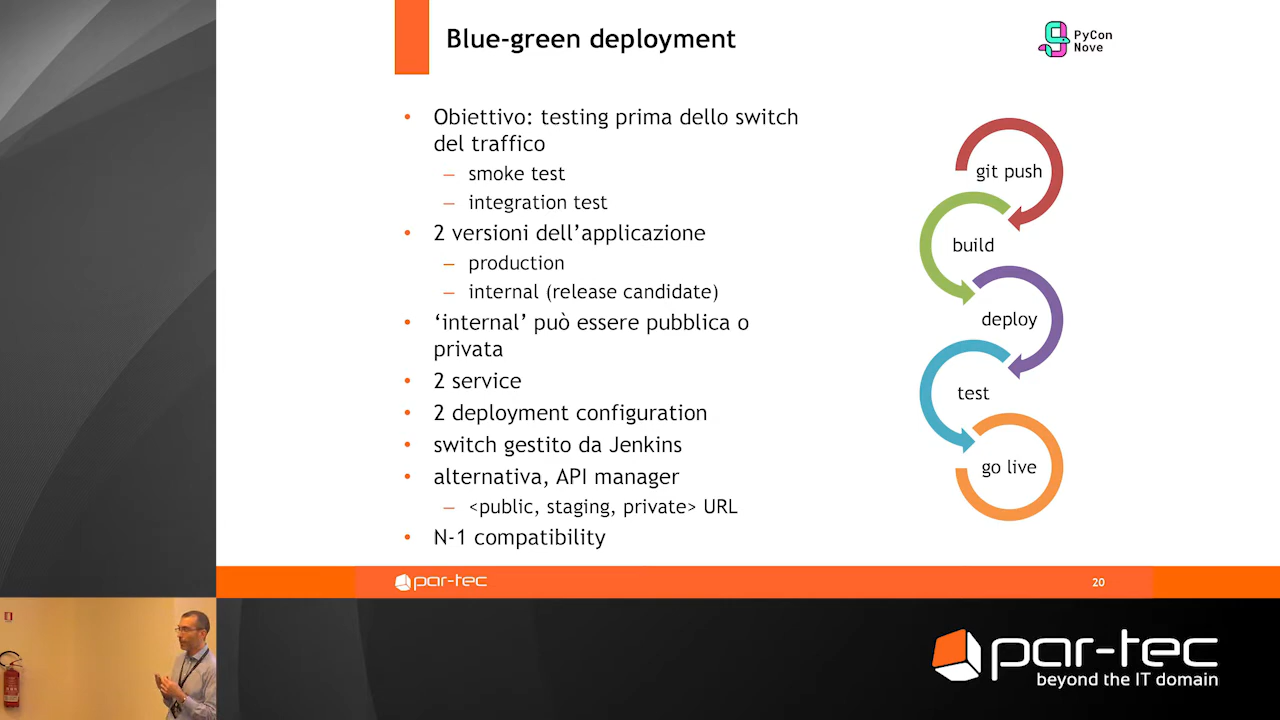 Blue-green deployment
PyCon
Nove
• Obiettivo: testing prima dello switch
del traffico
– smoke test
– integration test
• 2 versioni dell’applicazione
– production
– internal (release candidate)
• ‘internal’ può essere pubblica o
privata
• 2 service
• 2 deployment configuration
• switch gestito da Jenkins
• alternativa, API manager
– <public, staging, private> URL
• N-1 compatibility
git push
build
deploy
test
go live
par-tec
20
par-tec
beyond the IT domain